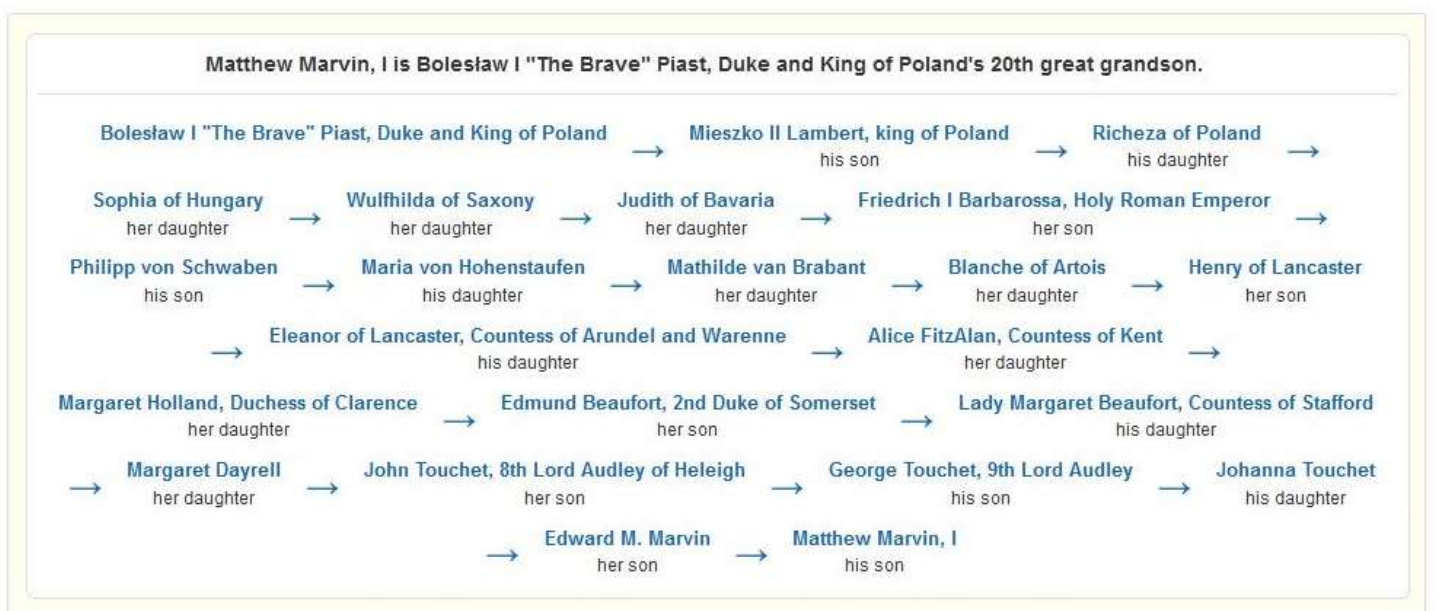 Matthew Marvin, I is Bolesław I "The Brave" Piast, Duke and King of Poland's 20th great grandson.
Bolesław I "The Brave" Piast, Duke and King of Poland → Mieszko II Lambert, king of Poland → Richeza of Poland →
his son his daughter
Sophia of Hungary → Wulfhilda of Saxony → Judith of Bavaria → Friedrich I Barbarossa, Holy Roman Emperor →
her daughter her daughter her daughter her son
Philipp von Schwaben → Maria von Hohenstaufen → Mathilde van Brabant → Blanche of Artois → Henry of Lancaster
his son his daughter her daughter her daughter her son
→ Eleanor of Lancaster, Countess of Arundel and Warenne → Alice FitzAlan, Countess of Kent →
his daughter her daughter
Margaret Holland, Duchess of Clarence → Edmund Beaufort, 2nd Duke of Somerset → Lady Margaret Beaufort, Countess of Stafford
her daughter her son his daughter
→ Margaret Dayrell → John Touchet, 8th Lord Audley of Heleigh → George Touchet, 9th Lord Audley → Johanna Touchet
her daughter her son his son his daughter
→ Edward M. Marvin → Matthew Marvin, I
her son his son